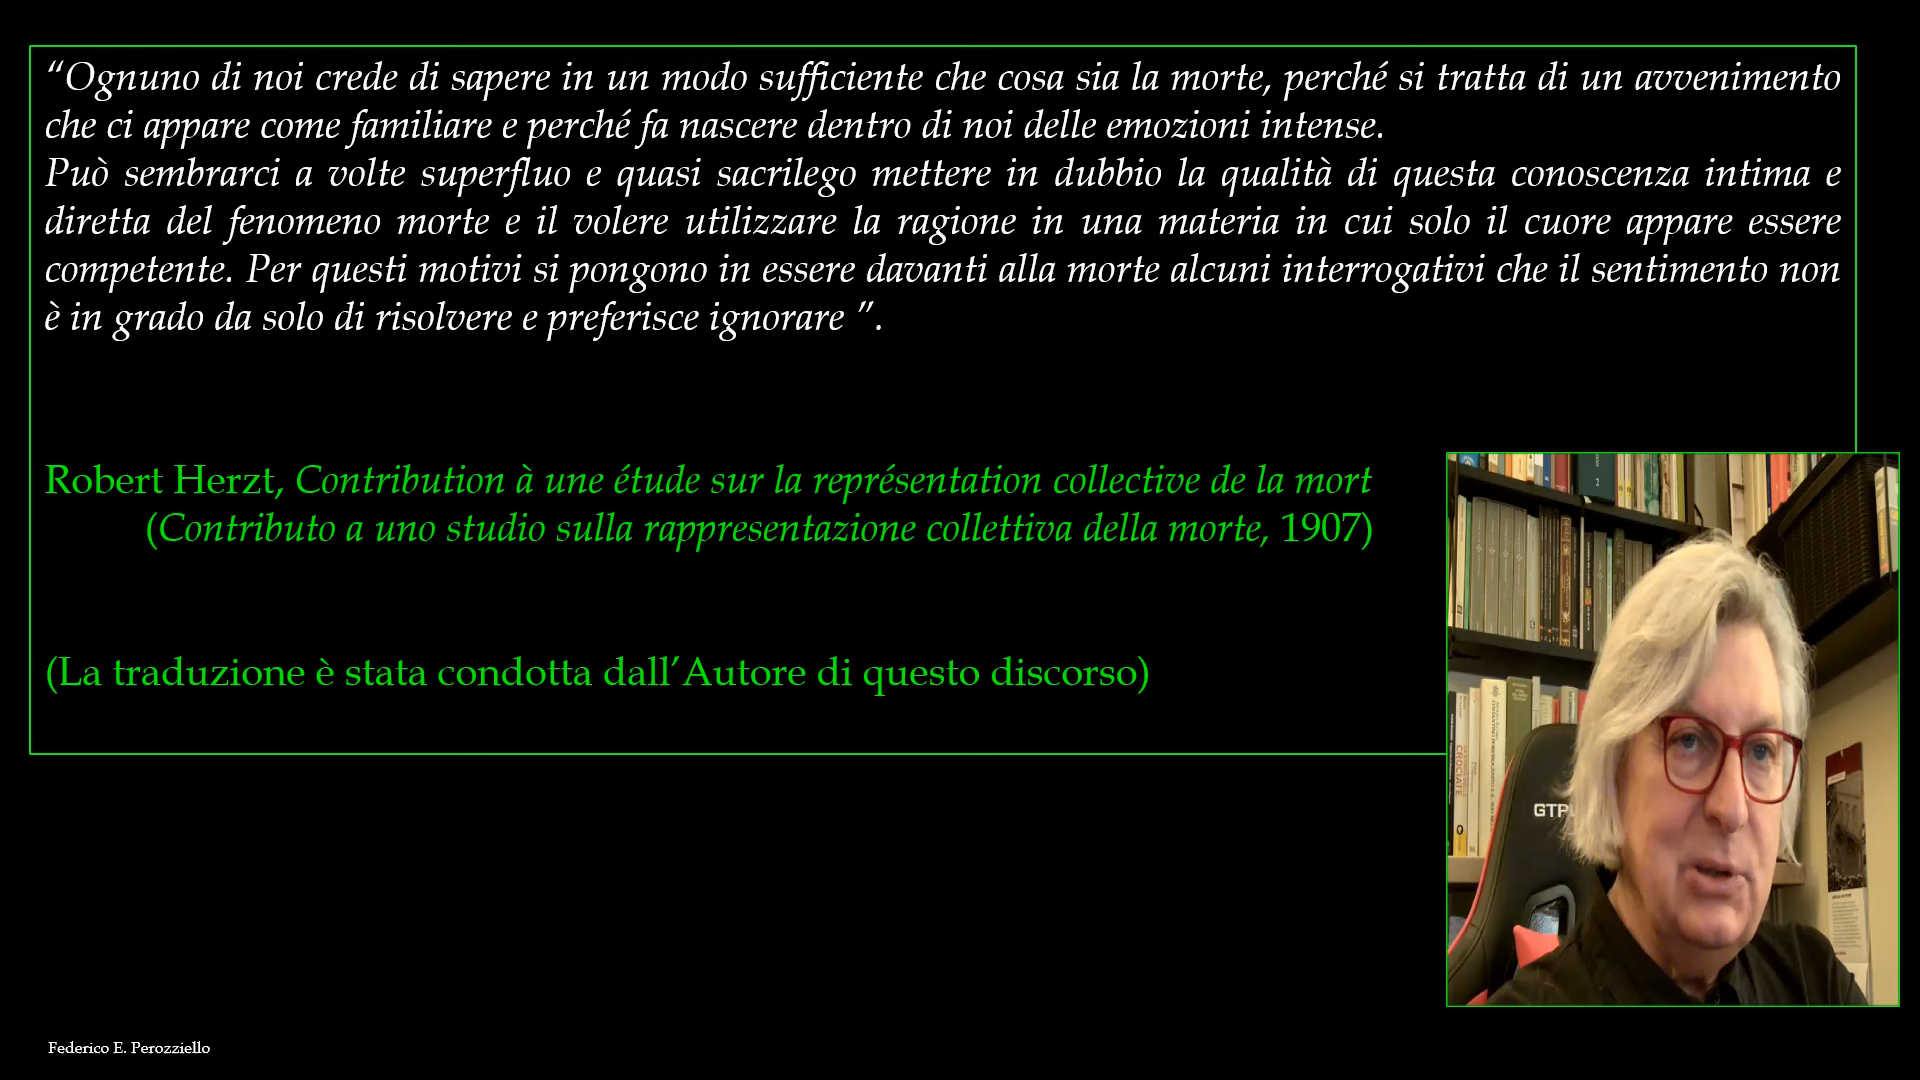 “Ognuno di noi crede di sapere in un modo sufficiente che cosa sia la morte, perché si tratta di un avvenimento
che ci appare come familiare e perché fa nascere dentro di noi delle emozioni intense.
Può sembrarci a volte superfluo e quasi sacrilego mettere in dubbio la qualità di questa conoscenza intima e
diretta del fenomeno morte e il volere utilizzare la ragione in una materia in cui solo il cuore appare essere
competente. Per questi motivi si pongono in essere davanti alla morte alcuni interrogativi che il sentimento non
è in grado da solo di risolvere e preferisce ignorare ”.
Robert Herzt, Contribution à une étude sur la représentation collective de la mort
(Contributo a uno studio sulla rappresentazione collettiva della morte, 1907)
(La traduzione è stata condotta dall’Autore di questo discorso)
CROCIATE
GTPL
Federico E. Perozziello